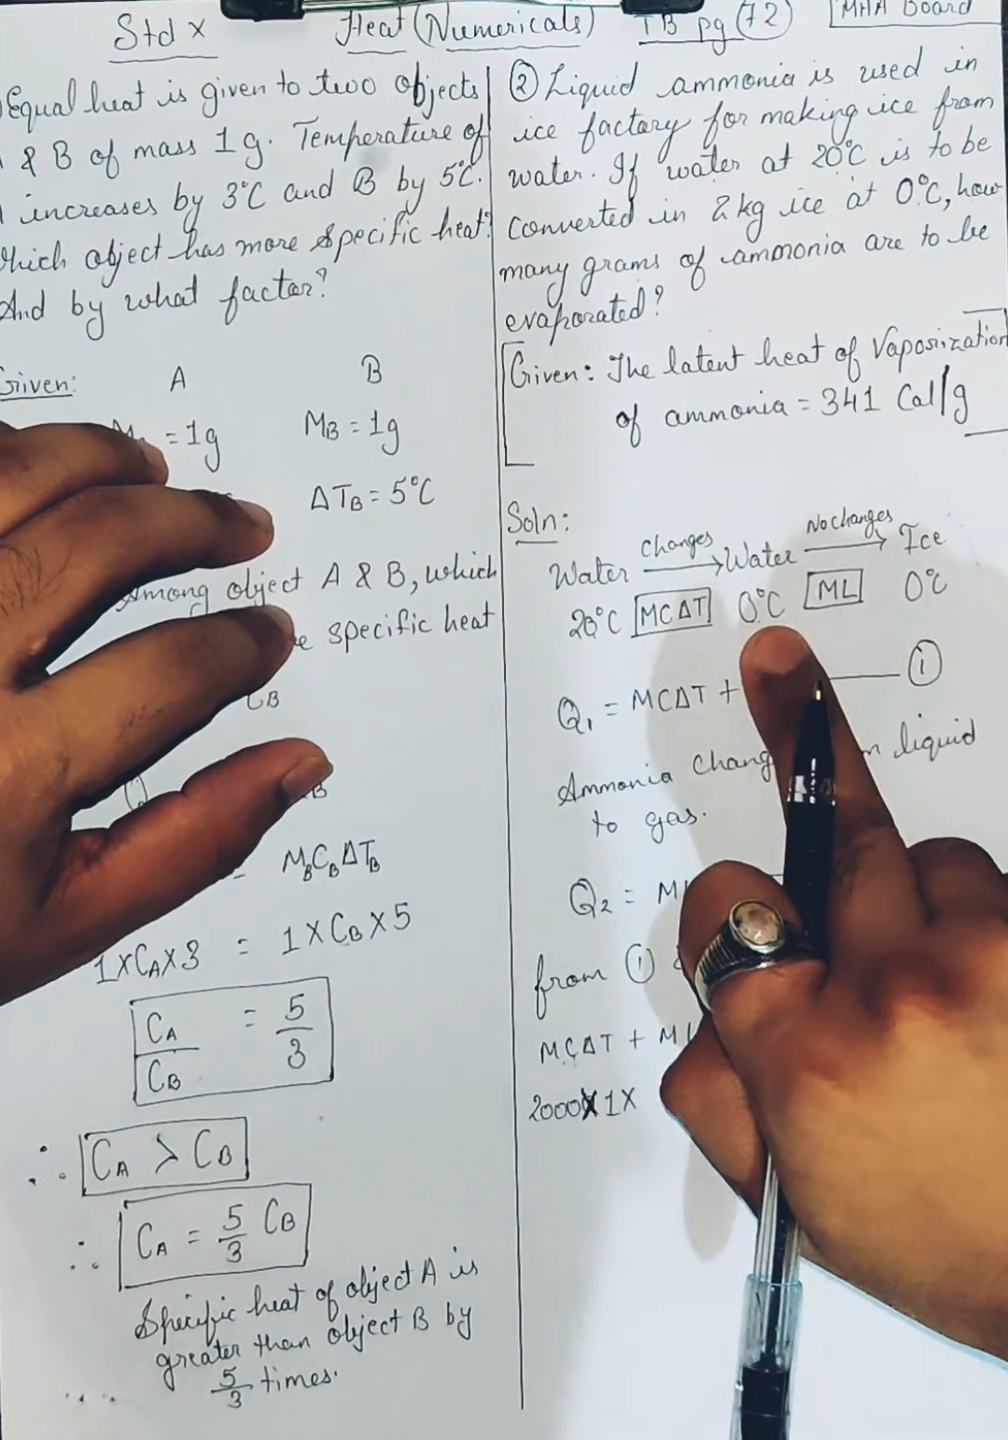 Std x Heat (Numericals) TB pg (72) MHA Board
Equal heat is given to two objects
& B of mass 1g. Temperature of
increases by 3°C and B by 5°C.
which object has more specific heat?
And by what factor?
Given: A B
= 1g MB = 1g
ΔTB = 5°C
Among object A & B, which
specific heat
CB
B
= MBCBΔTB
1×CA×3 = 1×CB×5
CA/CB = 5/3
∴ CA > CB
∴ CA = 5/3 CB
Specific heat of object A is
greater than object B by
5/3 times.
② Liquid ammonia is used in
ice factory for making ice from
water. If water at 20°C is to be
converted in 2kg ice at 0°C, how
many grams of ammonia are to be
evaporated?
Given: The latent heat of Vaporization
of ammonia = 341 Cal/g
Soln:
Changes No changes
Water → Water → Ice
20°C MCΔT 0°C ML 0°C
Q1 = MCΔT + ①
Ammonia liquid
to gas.
Q2 =
from ①
MCΔT +
2000×1×